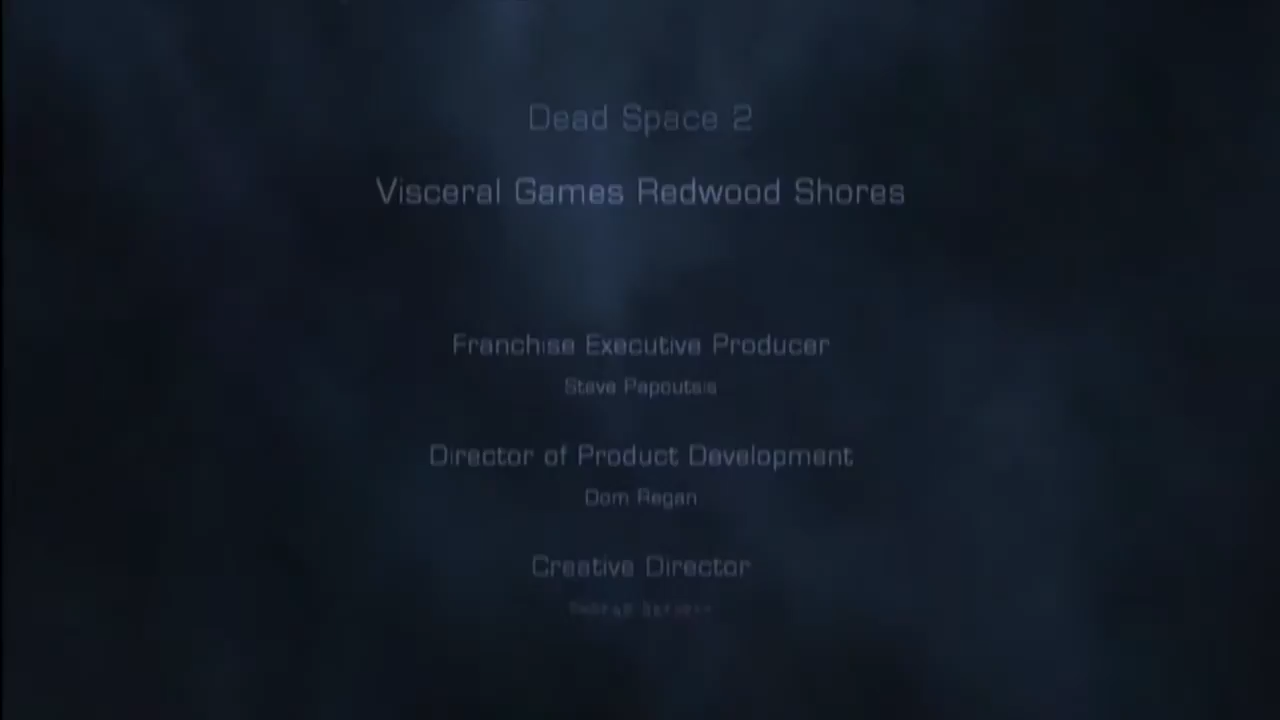 Dead Space 2
Visceral Games Redwood Shores
Franchise Executive Producer
Steve Papoutsis
Director of Product Development
Dom Regan
Creative Director